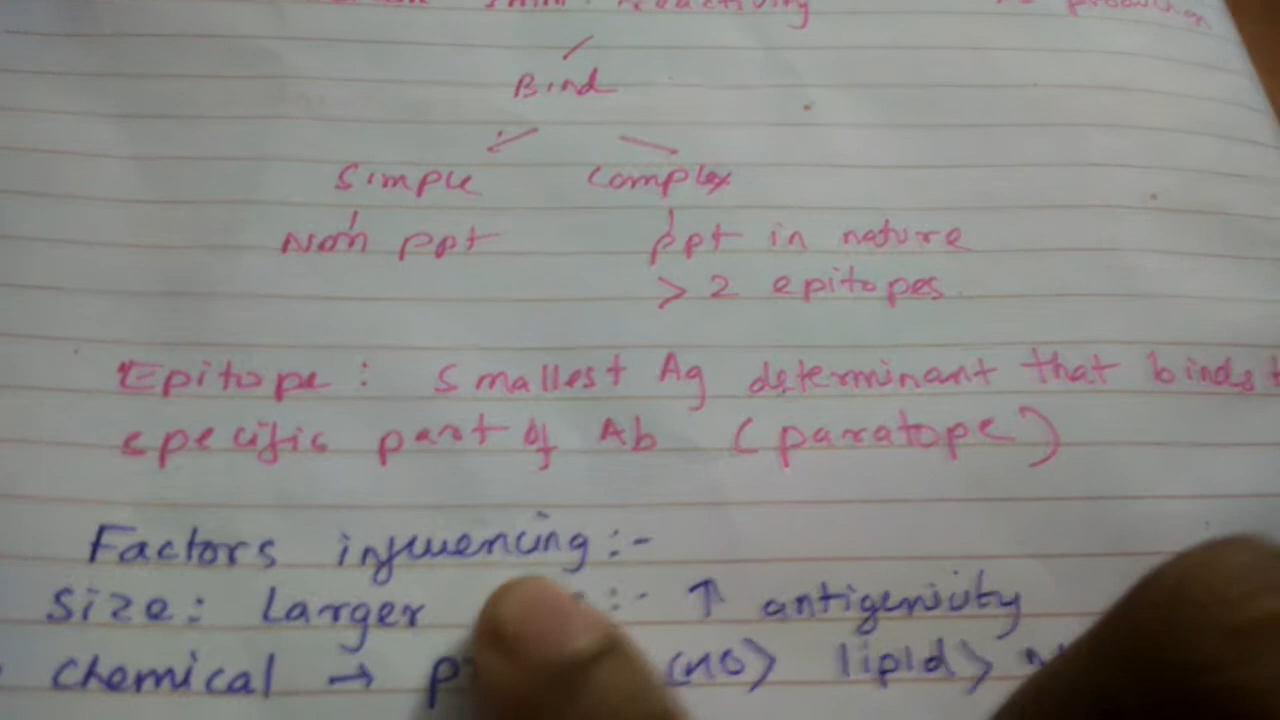 Bind
Simple complex
Non ppt ppt in nature
> 2 epitopes
Epitope: Smallest Ag determinant that binds
specific part of Ab (paratope)
Factors influencing :-
Size: Larger :- ↑ antigenicity
chemical → lipid >